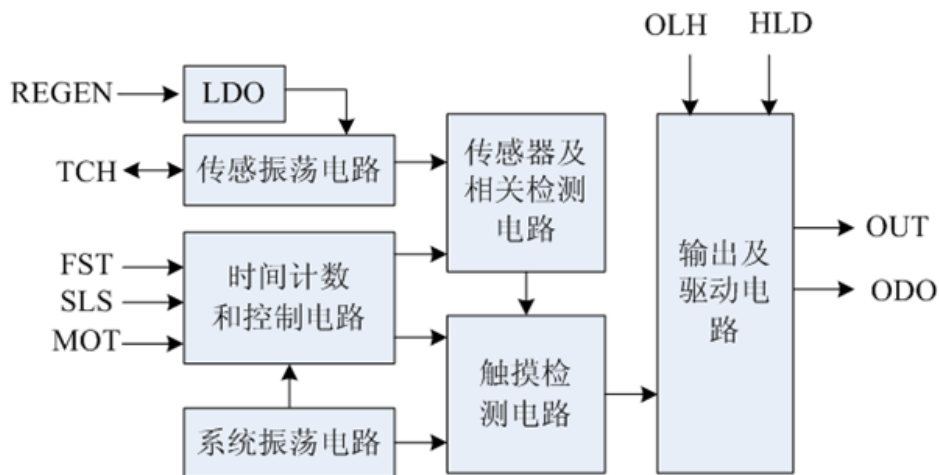 OLH
HLD
REGEN
LDO
TCH
传感振荡电路
传感器及
相关检测
电路
FST
SLS
MOT
时间计数
和控制电路
输出及
驱动电
路
OUT
ODO
触摸检
测电路
系统振荡电路